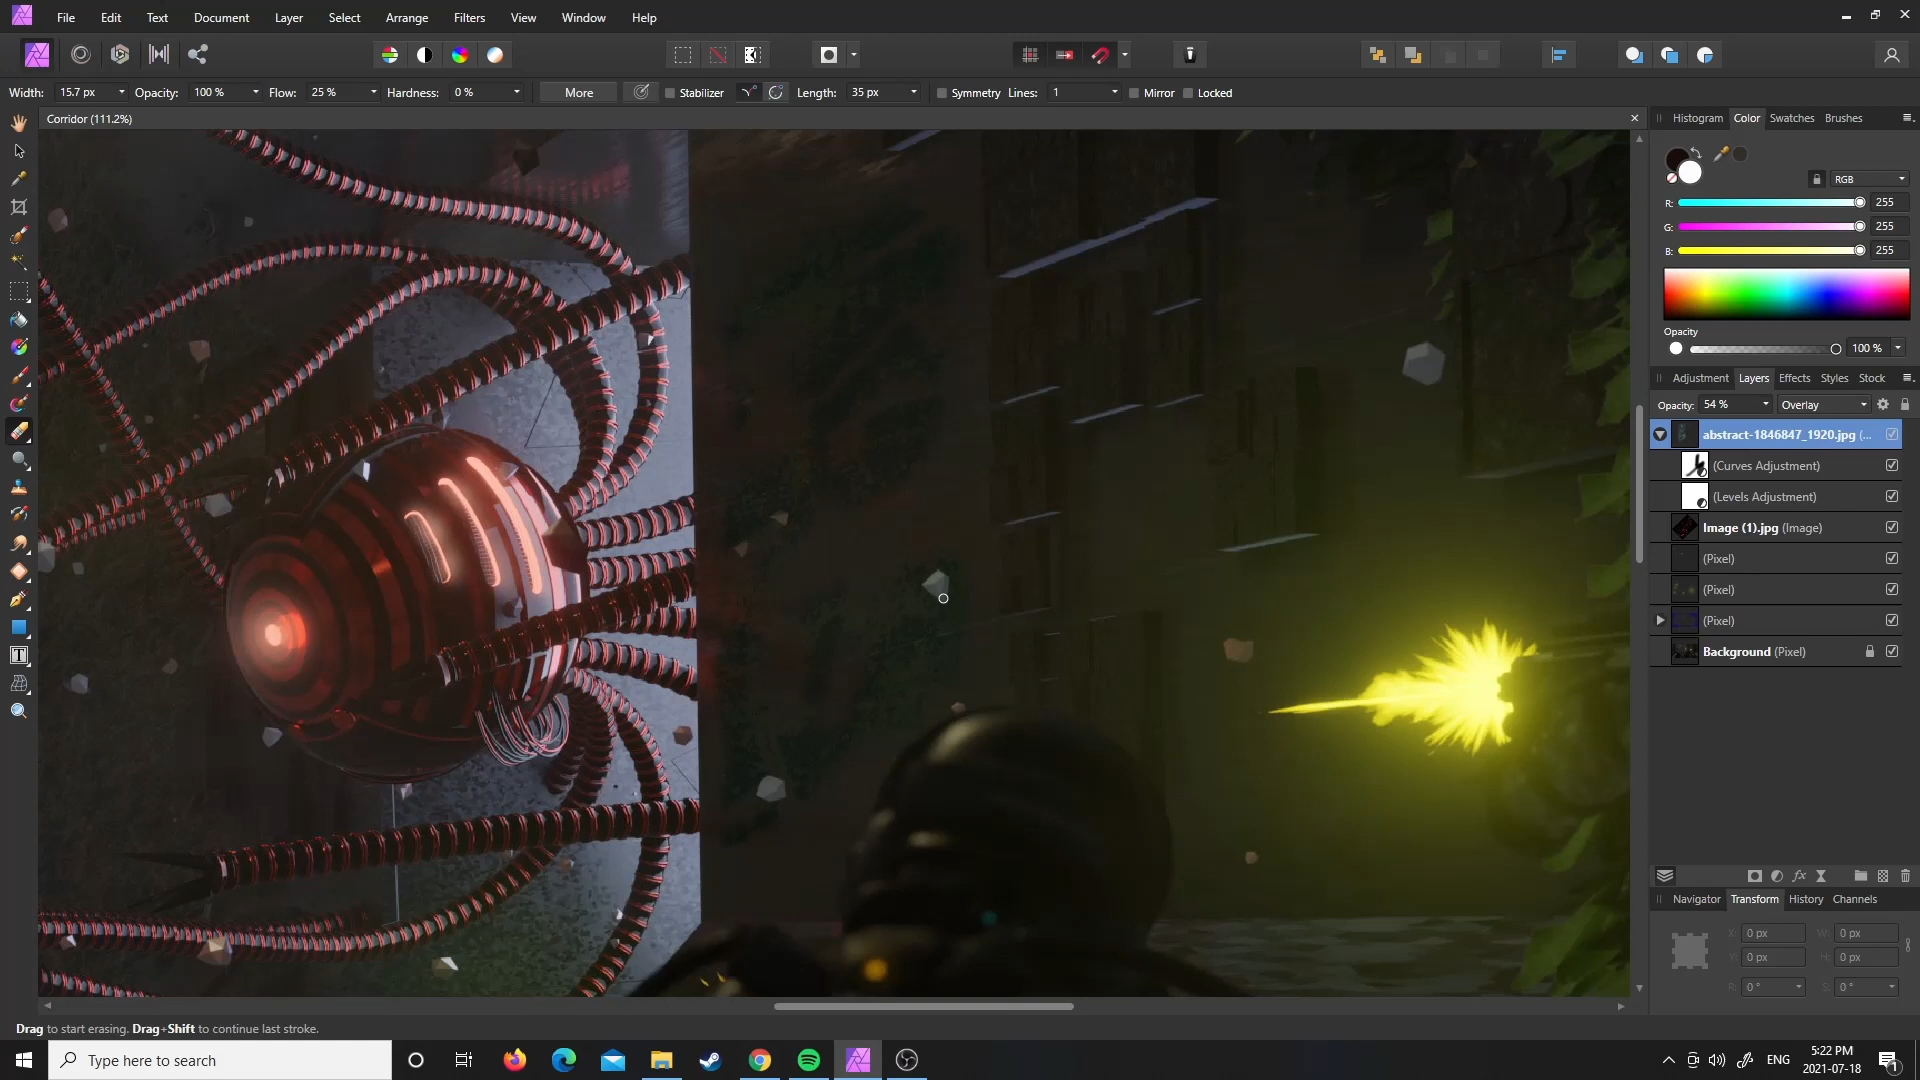 File Edit Text Document Layer Select Arrange Filters View Window Help
Width: 15.7 px Opacity: 100 % Flow: 25 % Hardness: 0 % More Stabilizer Length: 35 px Symmetry Lines: 1 Mirror Locked
Corridor (111.2%)
Histogram Color Swatches Brushes
RGB
R: 255
G: 255
B: 255
Opacity
100 %
Adjustment Layers Effects Styles Stock
Opacity: 54 % Overlay
abstract-1846847_1920.jpg (...
(Curves Adjustment)
(Levels Adjustment)
Image (1).jpg (Image)
(Pixel)
(Pixel)
(Pixel)
Background (Pixel)
fx
Navigator Transform History Channels
X: 0 px W: 0 px
Y: 0 px H: 0 px
R: 0 ° S: 0 °
Drag to start erasing. Drag+Shift to continue last stroke.
Type here to search
ENG
5:22 PM
2021-07-18
1